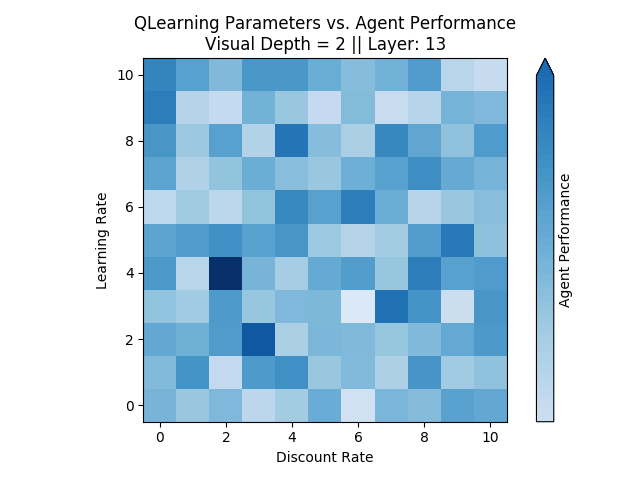 QLearning Parameters vs. Agent Performance
Visual Depth = 2 || Layer: 13
10
8
6
4
2
0
Learning Rate
0 2 4 6 8 10
Discount Rate
Agent Performance